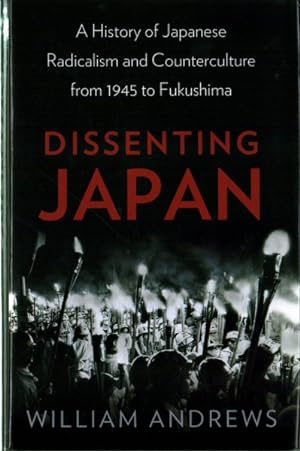 A History of Japanese
Radicalism and Counterculture
from 1945 to Fukushima
DISSENTING
JAPAN
WILLIAM ANDREWS